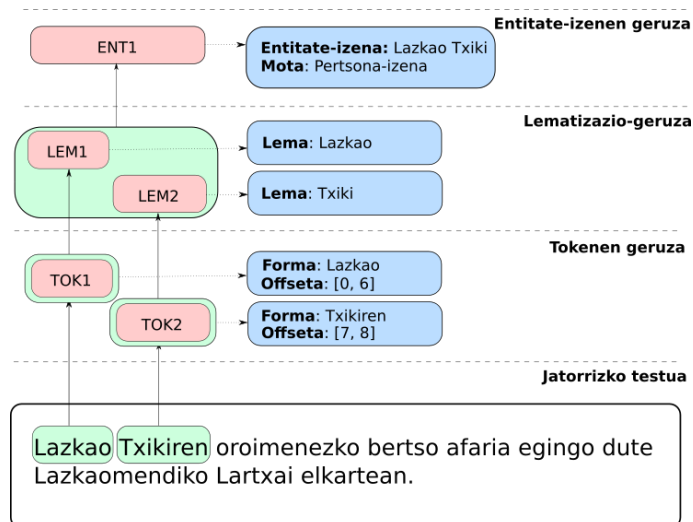 Entitate-izenen geruza
ENT1
Entitate-izena: Lazkao Txiki
Mota: Pertsona-izena
Lematizazio-geruza
LEM1
Lema: Lazkao
LEM2
Lema: Txiki
Tokenen geruza
TOK1
Forma: Lazkao
Offseta: [0, 6]
TOK2
Forma: Txikiren
Offseta: [7, 8]
Jatorrizko testua
Lazkao Txikiren oroimenezko bertso afaria egingo dute
Lazkaomendiko Lartxai elkartean.